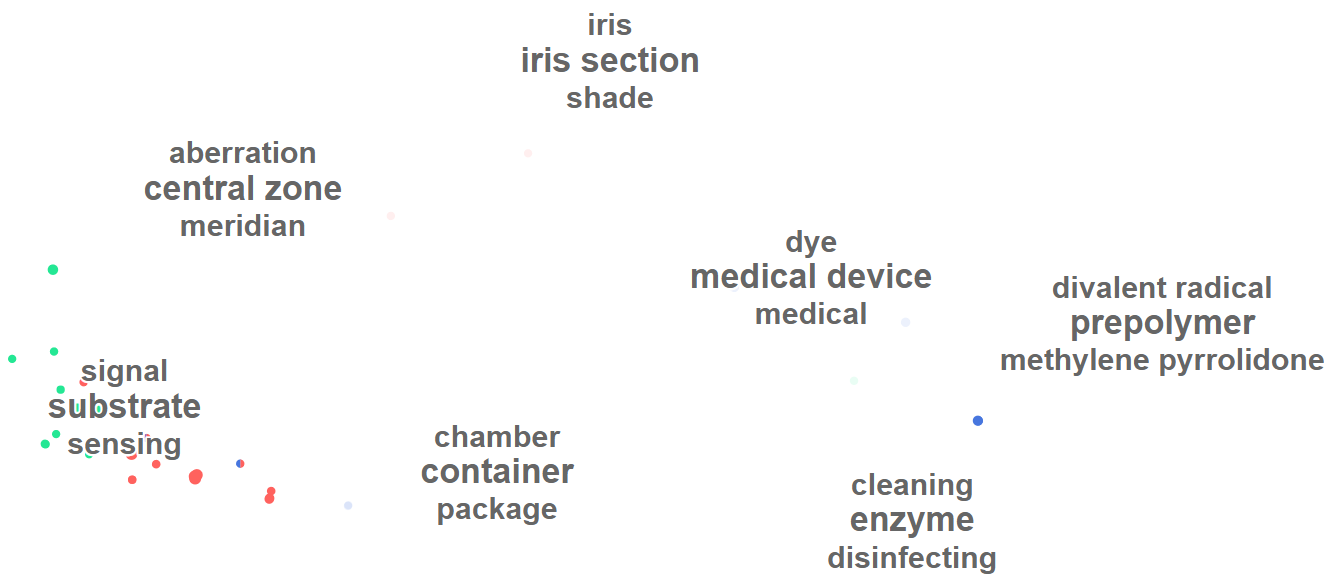 iris
iris section
shade
aberration
central zone
meridian
dye
medical device
medical
divalent radical
prepolymer
methylene pyrrolidone
signal
substrate
sensing
chamber
container
package
cleaning
enzyme
disinfecting